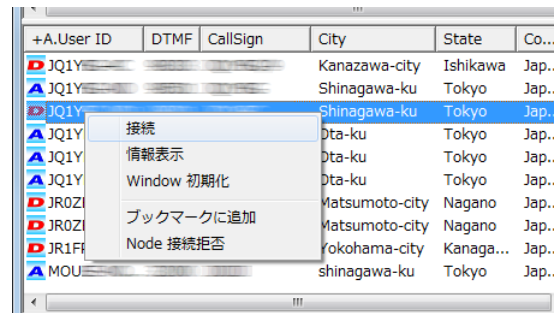 +A.User ID DTMF CallSign City State Co...
D JQ1Y Kanazawa-city Ishikawa Jap..
A JQ1Y Shinagawa-ku Tokyo Jap..
D JQ1Y Shinagawa-ku Tokyo Jap..
A JQ1Y Ota-ku Tokyo Jap..
A JQ1Y Ota-ku Tokyo Jap..
A JQ1Y Ota-ku Tokyo Jap..
D JR0Z Matsumoto-city Nagano Jap..
D JR0Z Matsumoto-city Nagano Jap..
D JR1F Yokohama-city Kanaga... Jap..
A MOU shinagawa-ku Tokyo Jap..
接続
情報表示
Window 初期化
ブックマークに追加
Node 接続拒否